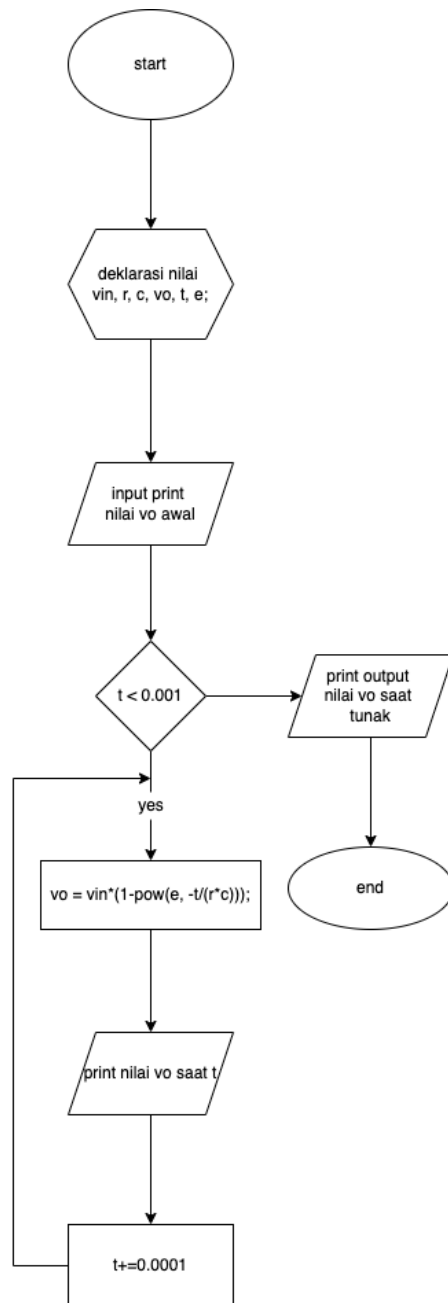 start
deklarasi nilai
vin, r, c, vo, t, e;
input print
nilai vo awal
t < 0.001
print output
nilai vo saat
tunak
yes
vo = vin*(1-pow(e, -t/(r*c)));
end
print nilai vo saat t
t+=0.0001